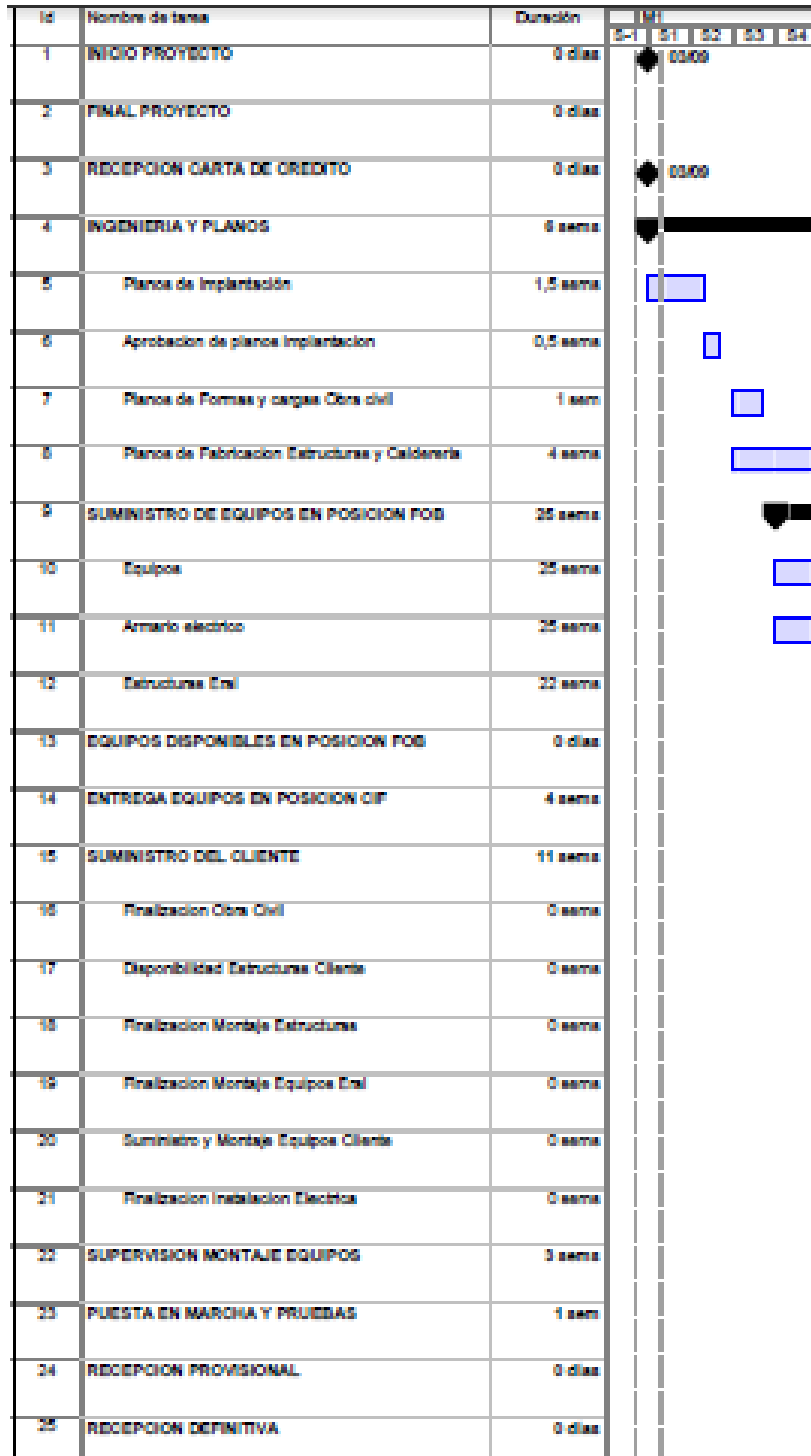 Id Nombre de tarea Duración M1
S-1 S1 S2 S3 S4
1 INICIO PROYECTO 0 días 03/09
2 FINAL PROYECTO 0 días
3 RECEPCION CARTA DE CREDITO 0 días 03/09
4 INGENIERIA Y PLANOS 6 sems
5 Planos de Implantación 1,5 sems
6 Aprobacion de planos Implantacion 0,5 sems
7 Planos de Formas y cargas Obra civil 1 sem
8 Planos de Fabricacion Estructuras y Caldereria 4 sems
9 SUMINISTRO DE EQUIPOS EN POSICION FOB 25 sems
10 Equipos 25 sems
11 Armario electrico 25 sems
12 Estructuras Eral 22 sems
13 EQUIPOS DISPONIBLES EN POSICION FOB 0 días
14 ENTREGA EQUIPOS EN POSICION CIF 4 sems
15 SUMINISTRO DEL CLIENTE 11 sems
16 Finalizacion Obra Civil 0 sems
17 Disponibilidad Estructuras Cliente 0 sems
18 Finalizacion Montaje Estructuras 0 sems
19 Finalizacion Montaje Equipos Eral 0 sems
20 Suministro y Montaje Equipos Cliente 0 sems
21 Finalizacion Instalacion Electrica 0 sems
22 SUPERVISION MONTAJE EQUIPOS 3 sems
23 PUESTA EN MARCHA Y PRUEBAS 1 sem
24 RECEPCION PROVISIONAL 0 días
25 RECEPCION DEFINITIVA 0 días